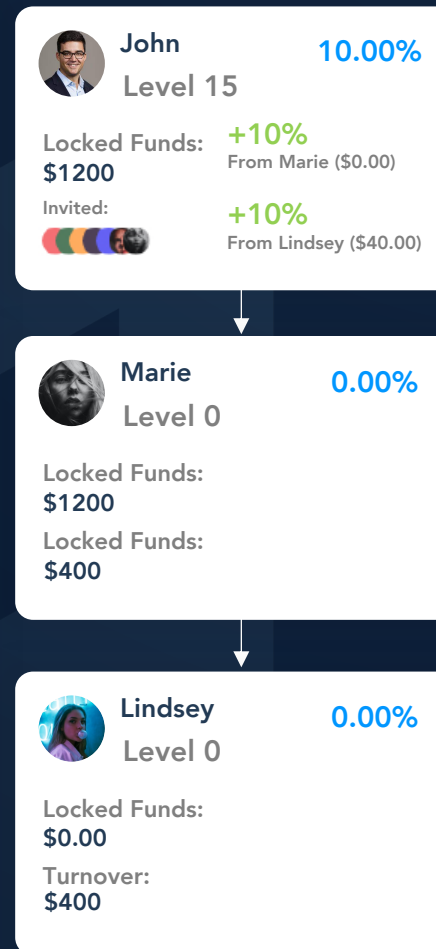 John
10.00%
Level 15
Locked Funds:
$1200
+10%
From Marie ($0.00)
Invited:
+10%
From Lindsey ($40.00)
Marie
0.00%
Level 0
Locked Funds:
$1200
Locked Funds:
$400
Lindsey
0.00%
Level 0
Locked Funds:
$0.00
Turnover:
$400